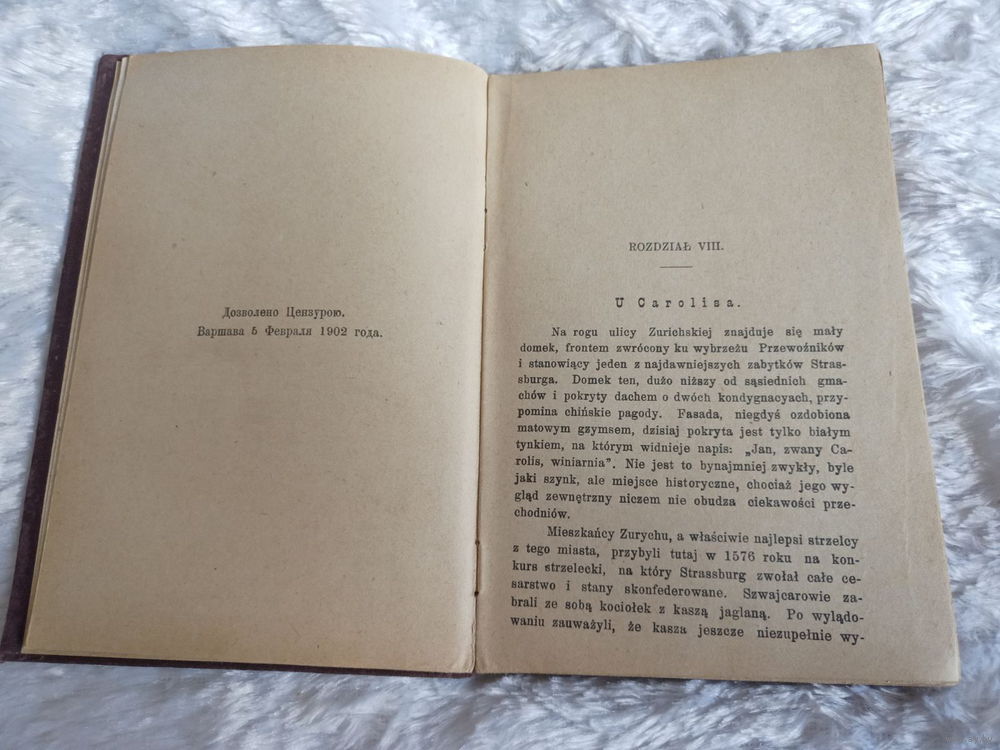 Дозволено Цензурою.
Варшава 5 Февраля 1902 года.
ROZDZIAŁ VIII.
U Carolisa.
Na rogu ulicy Zurichskiej znajduje się mały
domek, frontem zwrócony ku wybrzeżu Przewoźników
i stanowiący jeden z najdawniejszych zabytków Stras-
sburga. Domek ten, dużo niższy od sąsiednich gma-
chów i pokryty dachem o dwóch kondygnacyach, przy-
pomina chińskie pagody. Fasada, niegdyś ozdobiona
matowym gzymsem, dzisiaj pokryta jest tylko białym
tynkiem, na którym widnieje napis: „Jan, zwany Ca-
rolis, winiarnia”. Nie jest to bynajmniej zwykły, byle
jaki szynk, ale miejsce historyczne, chociaż jego wy-
gląd zewnętrzny niczem nie obudza ciekawości prze-
chodniów.
Mieszkańcy Zurychu, a właściwie najlepsi strzelcy
z tego miasta, przybyli tutaj w 1576 roku na kon-
kurs strzelecki, na który Strassburg zwołał całe ce-
sarstwo i stany skonfederowane. Szwajcarowie za-
brali ze sobą kociołek z kaszą jaglaną. Po wylądo-
waniu zauważyli, że kasza jeszcze niezupełnie wy-